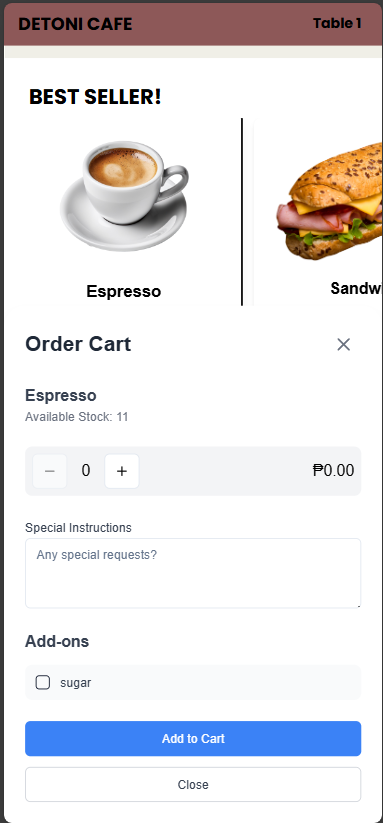 DETONI CAFE
Table 1
BEST SELLER!
Espresso
Sandw
Order Cart
Espresso
Available Stock: 11
0
₱0.00
Special Instructions
Any special requests?
Add-ons
sugar
Add to Cart
Close